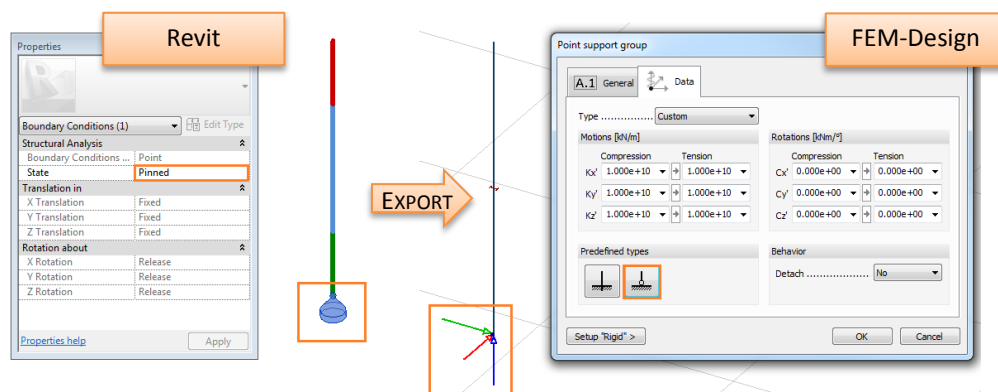 Revit
Properties
Boundary Conditions (1)
Edit Type
Structural Analysis
Boundary Conditions ... Point
State Pinned
Translation in
X Translation Fixed
Y Translation Fixed
Z Translation Fixed
Rotation about
X Rotation Release
Y Rotation Release
Z Rotation Release
Properties help
Apply
EXPORT
FEM-Design
Point support group
A.1 General Data
Type ................ Custom
Motions [kN/m]
Compression Tension
Kx' 1.000e+10 1.000e+10
Ky' 1.000e+10 1.000e+10
Kz' 1.000e+10 1.000e+10
Rotations [kNm/°]
Compression Tension
Cx' 0.000e+00 0.000e+00
Cy' 0.000e+00 0.000e+00
Cz' 0.000e+00 0.000e+00
Predefined types
Behavior
Detach .................... No
Setup "Rigid" >
OK
Cancel